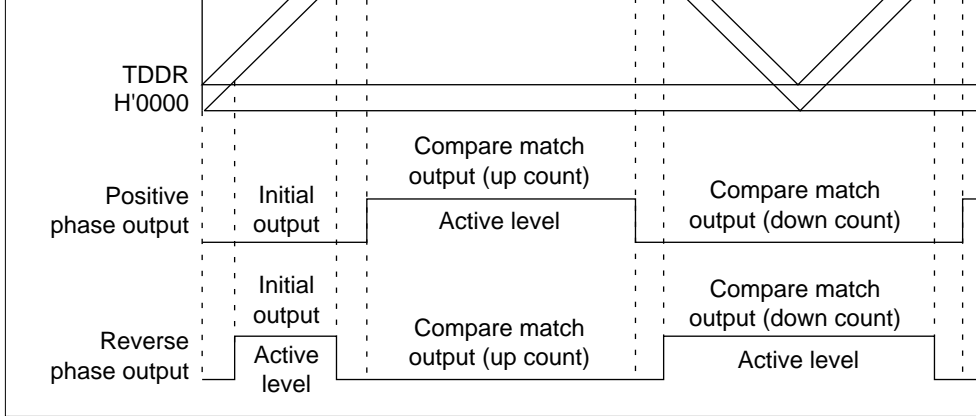 TDDR
H'0000
Compare match
output (up count)
Positive
phase output
Initial
output
Active level
Compare match
output (down count)
Initial
output
Reverse
phase output
Active
level
Compare match
output (up count)
Compare match
output (down count)
Active level